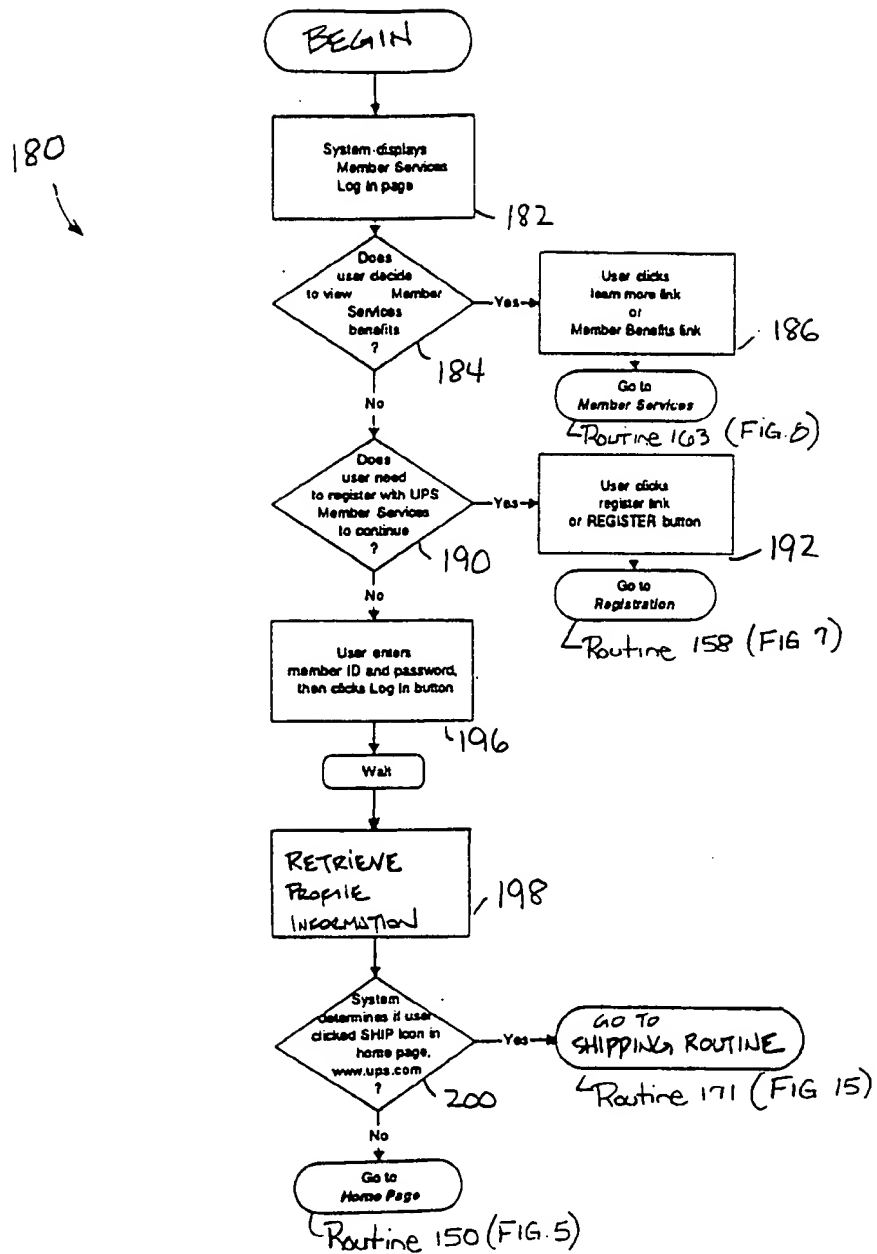 BEGIN
180
System displays
Member Services
Log In page
182
Does
user decide
to view Member
Services
benefits
?
184
Yes
User clicks
learn more link
or
Member Benefits link
186
Go to
Member Services
Routine 163 (FIG. 8)
No
Does
user need
to register with UPS
Member Services
to continue
?
190
Yes
User clicks
register link
or REGISTER button
192
Go to
Registration
Routine 158 (FIG 7)
No
User enters
member ID and password,
then clicks Log In button
196
Wait
RETRIEVE
PROFILE
INFORMATION
198
System
determines if user
clicked SHIP Icon in
home page,
www.ups.com
?
200
Yes
GO TO
SHIPPING ROUTINE
Routine 171 (FIG 15)
No
Go to
Home Page
Routine 150 (FIG. 5)